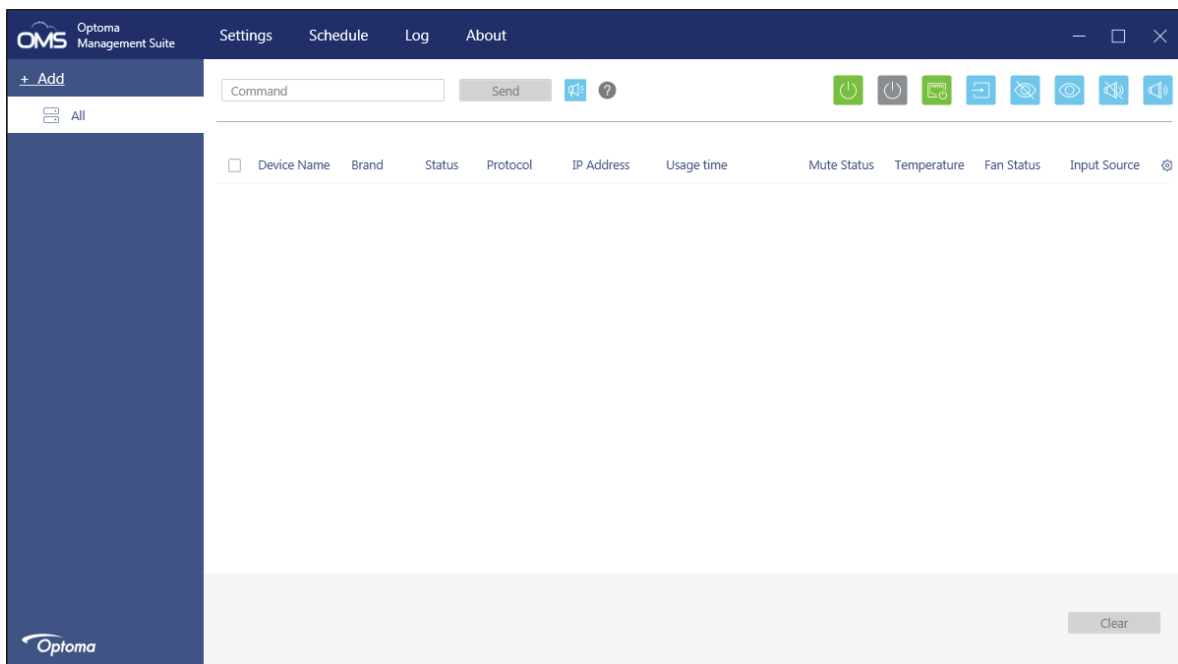 OMS Optoma
Management Suite
Settings Schedule Log About
+ Add
All
Command Send ?
Device Name Brand Status Protocol IP Address Usage time Mute Status Temperature Fan Status Input Source
Clear
Optoma